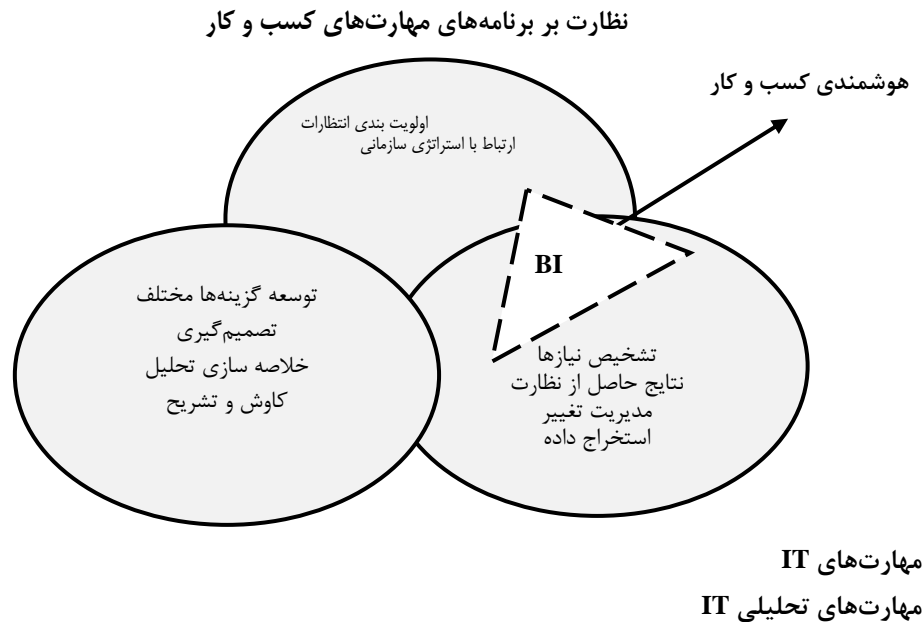 نظارت بر برنامه‌های مهارت‌های کسب و کار
هوشمندی کسب و کار
اولویت بندی انتظارات
ارتباط با استراتژی سازمانی
BI
توسعه گزینه‌ها مختلف
تصمیم‌گیری
خلاصه سازی تحلیل
کاوش و تشریح
تشخیص نیازها
نتایج حاصل از نظارت
مدیریت تغییر
استخراج داده
مهارت‌های IT
مهارت‌های تحلیلی IT